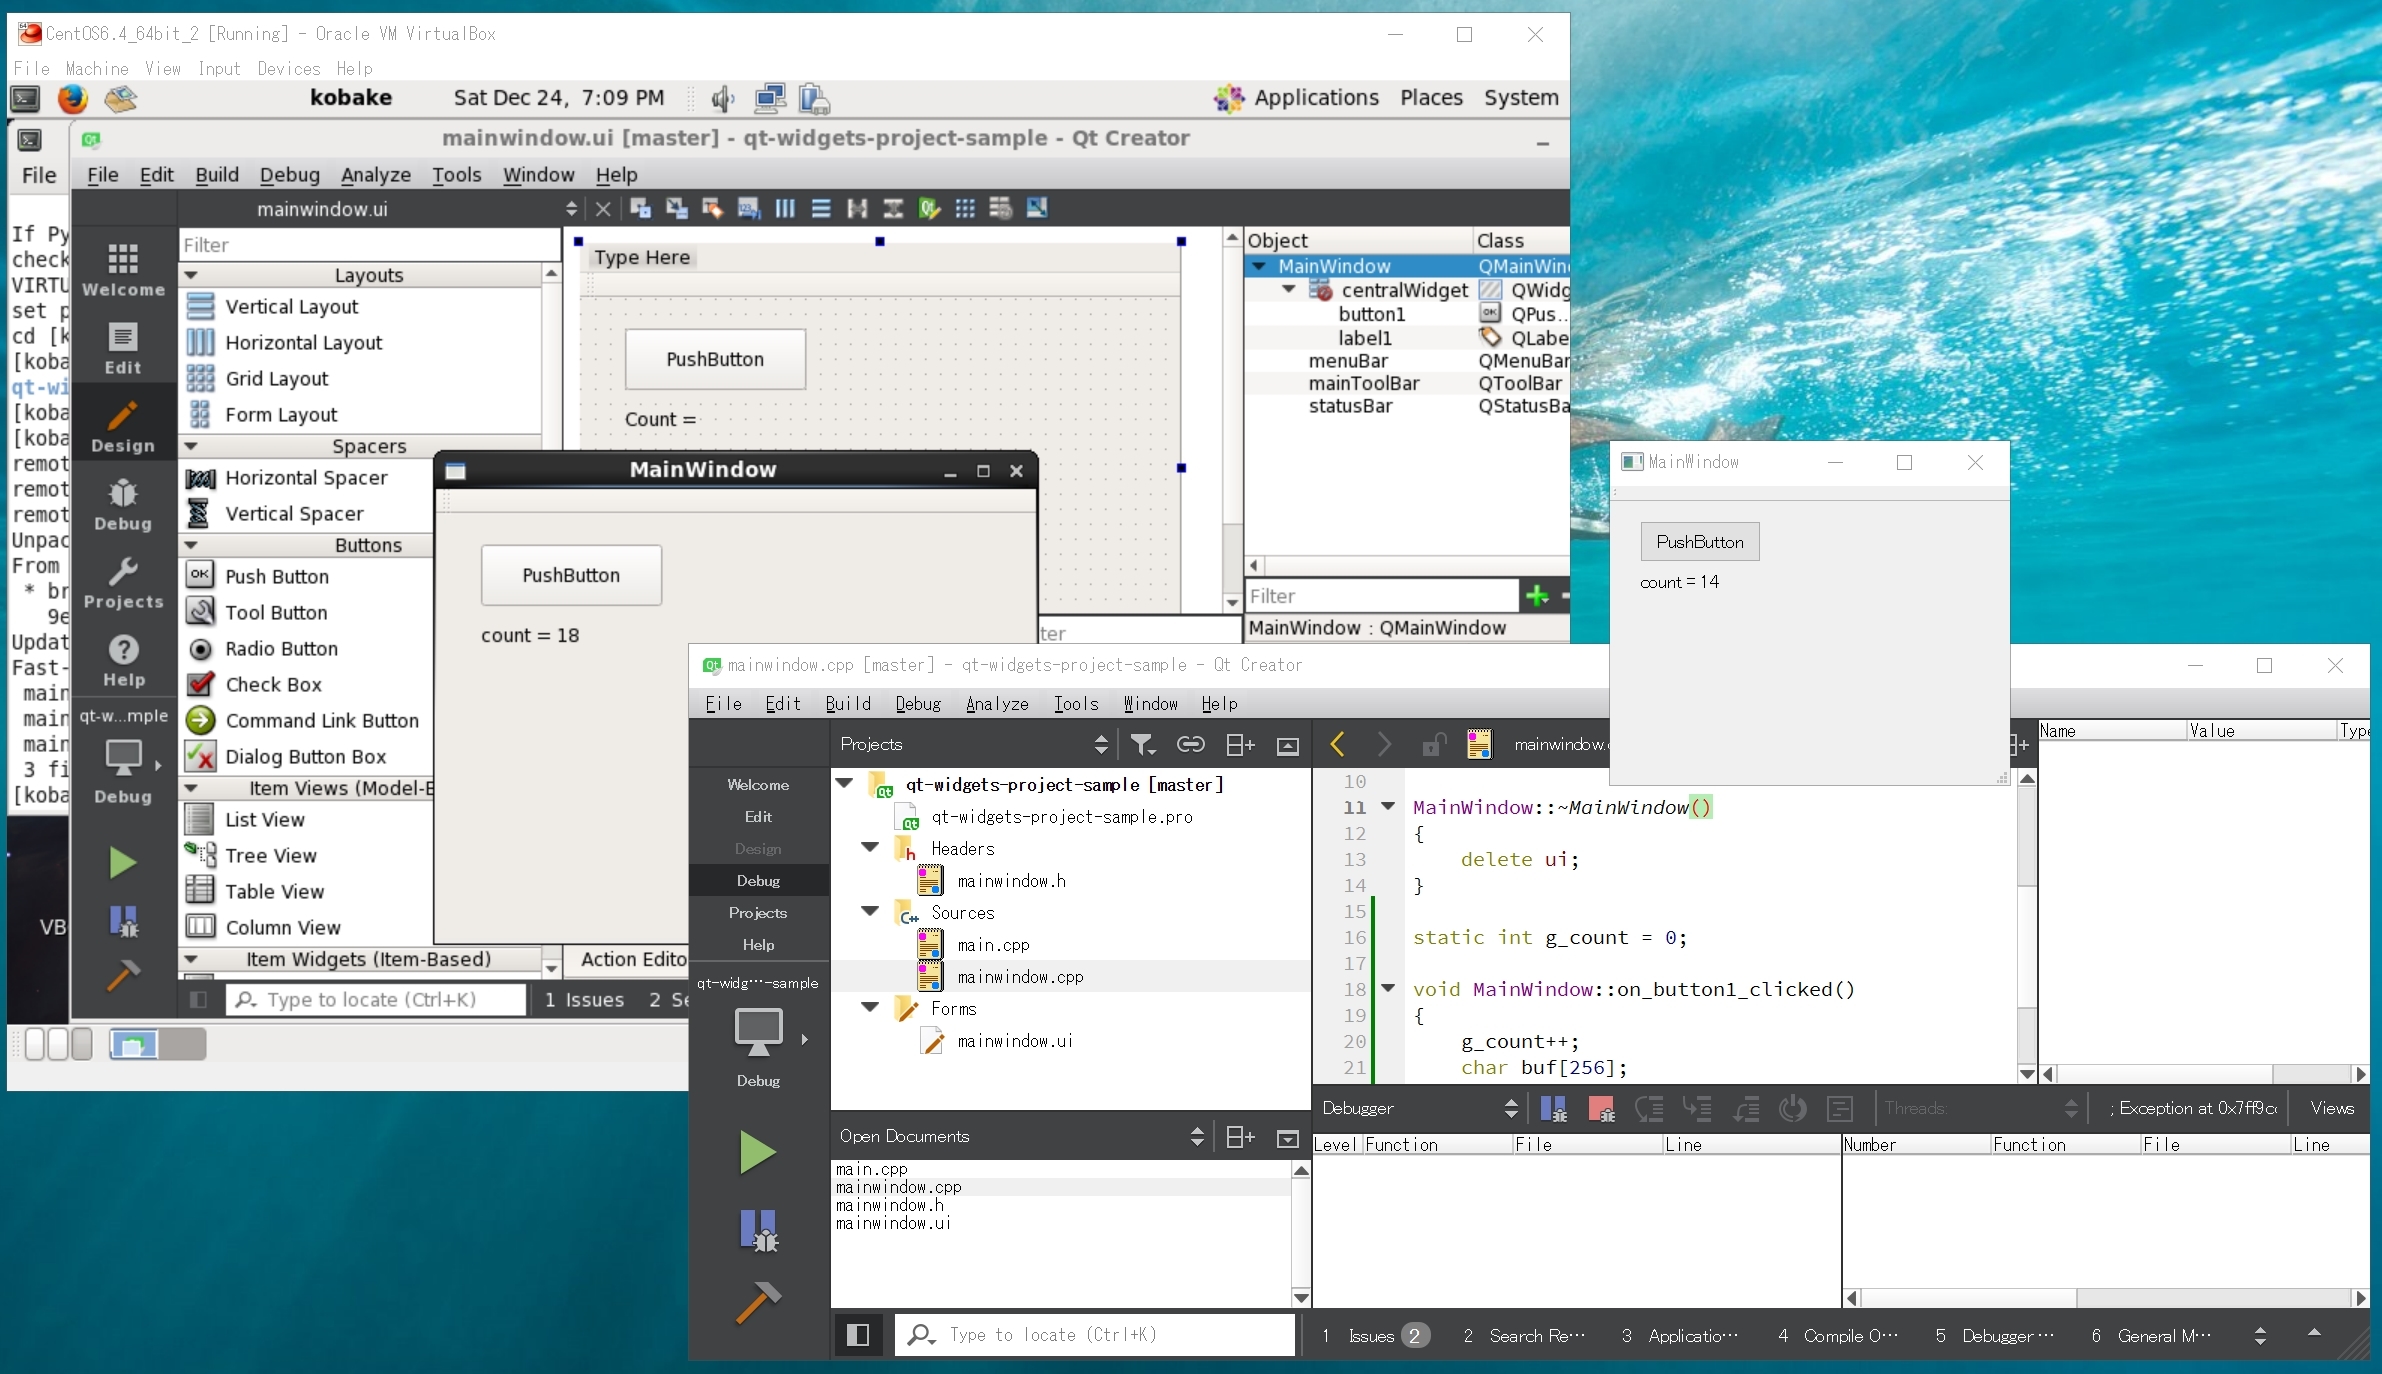 CentOS6.4_64bit_2 [Running] - Oracle VM VirtualBox
File Machine View Input Devices Help
kobake Sat Dec 24, 7:09 PM Applications Places System
mainwindow.ui [master] - qt-widgets-project-sample - Qt Creator
File
File Edit Build Debug Analyze Tools Window Help
mainwindow.ui
If Py
check
VIRTU
set p
cd [k
[koba
qt-wi
[koba
[koba
remot
remot
remot
Unpac
From
* br
9e
Updat
Fast-
main
main
main
3 fi
[koba
VB
Welcome
Edit
Design
Debug
Projects
Help
qt-w...mple
Debug
Filter
Layouts
Vertical Layout
Horizontal Layout
Grid Layout
Form Layout
Spacers
Horizontal Spacer
Vertical Spacer
Buttons
OK Push Button
Tool Button
Radio Button
Check Box
Command Link Button
Dialog Button Box
Item Views (Model-B
List View
Tree View
Table View
Column View
Item Widgets (Item-Based)
Type Here
PushButton
Count =
Object Class
MainWindow QMainWin
centralWidget QWidg
button1 QPus...
label1 QLabe
menuBar QMenuBar
mainToolBar QToolBar
statusBar QStatusBa
Filter
MainWindow : QMainWindow
ter
Action Edito
Type to locate (Ctrl+K) 1 Issues 2 Se
MainWindow
PushButton
count = 18
MainWindow
PushButton
count = 14
mainwindow.cpp [master] - qt-widgets-project-sample - Qt Creator
File Edit Build Debug Analyze Tools Window Help
Projects
Welcome
Edit
Design
Debug
Projects
Help
qt-widg…-sample
Debug
qt-widgets-project-sample [master]
qt-widgets-project-sample.pro
Headers
mainwindow.h
Sources
main.cpp
mainwindow.cpp
Forms
mainwindow.ui
Open Documents
main.cpp
mainwindow.cpp
mainwindow.h
mainwindow.ui
mainwindow.
10
11 MainWindow::~MainWindow()
12 {
13 delete ui;
14 }
15
16 static int g_count = 0;
17
18 void MainWindow::on_button1_clicked()
19 {
20 g_count++;
21 char buf[256];
Name Value Type
Debugger Threads: ; Exception at 0x7ff9c Views
Level Function File Line Number Function File Line
Type to locate (Ctrl+K) 1 Issues 2 2 Search Re… 3 Applicatio… 4 Compile O… 5 Debugger… 6 General M…